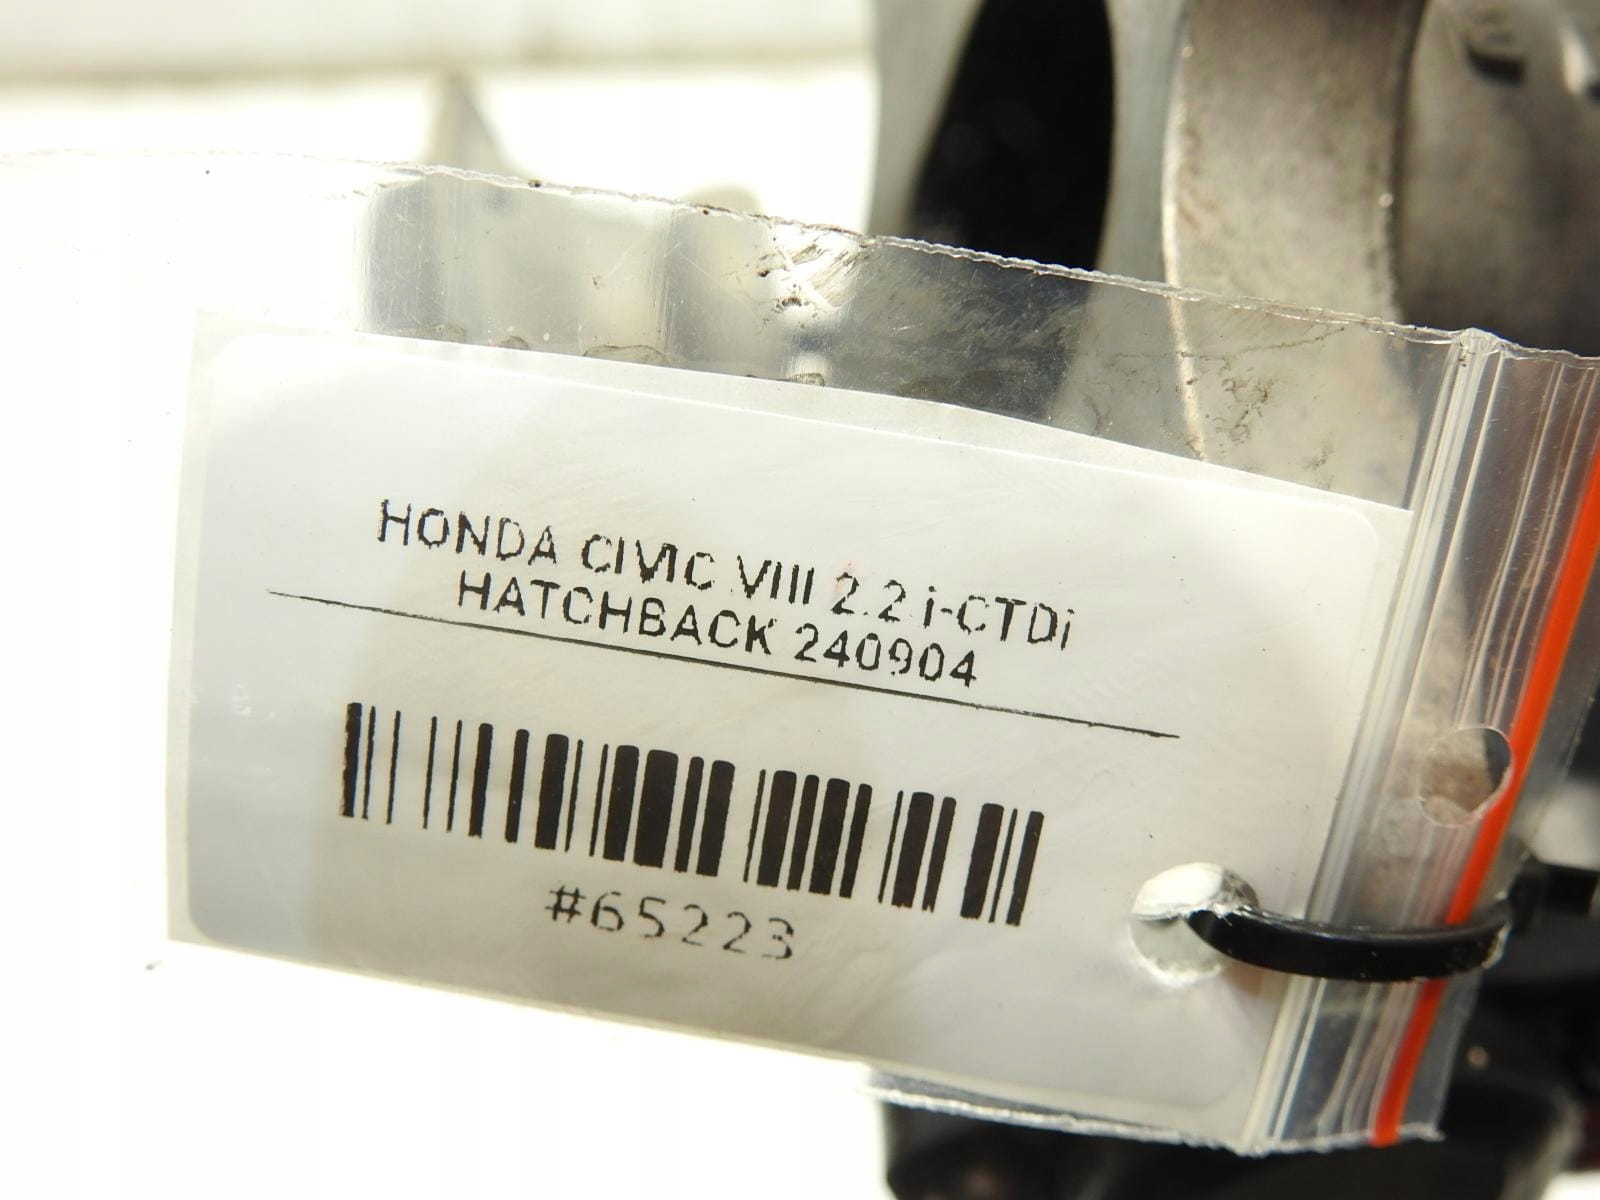 HONDA CIVIC VIII 2.2 i-CTDi
HATCHBACK 240904
#65223